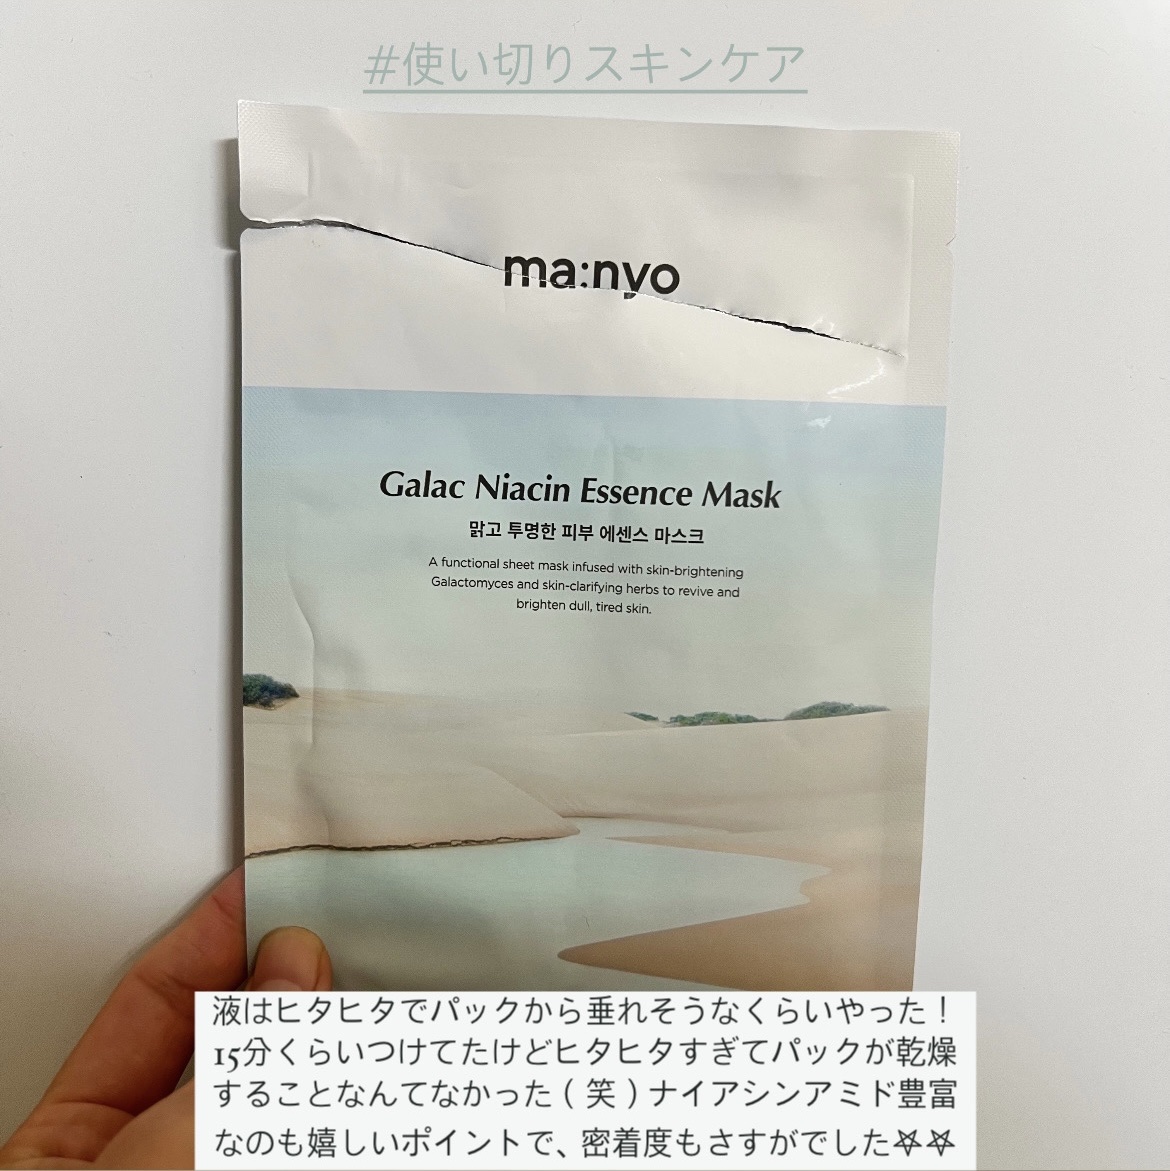 #使い切りスキンケア
ma:nyo
Galac Niacin Essence Mask
맑고 투명한 피부 에센스 마스크
A functional sheet mask infused with skin-brightening
Galactomyces and skin-clarifying herbs to revive and
brighten dull, tired skin.
液はヒタヒタでパックから垂れそうなくらいやった！
15分くらいつけてたけどヒタヒタすぎてパックが乾燥
することなんてなかった(笑)ナイアシンアミド豊富
なのも嬉しいポイントで、密着度もさすがでした⛧⛧